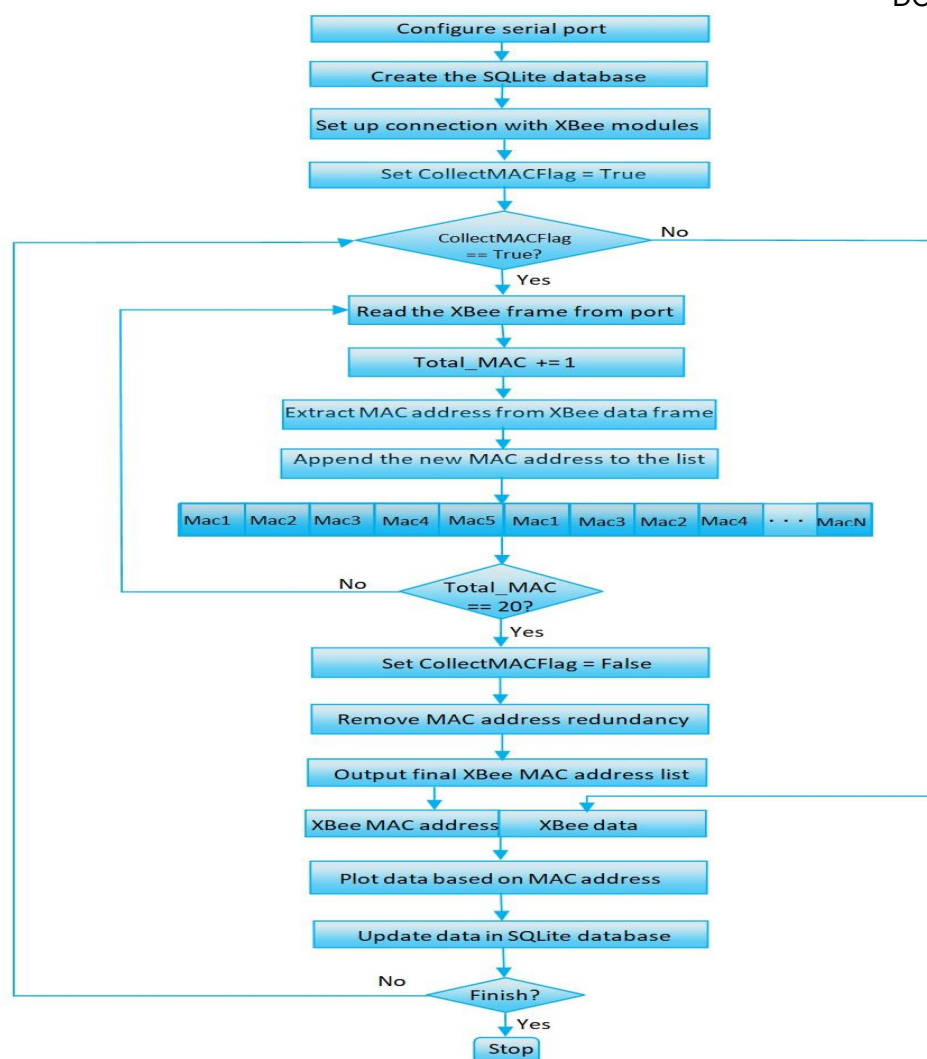 Configure serial port
Create the SQLite database
Set up connection with XBee modules
Set CollectMACFlag = True
CollectMACFlag
== True?
No
Yes
Read the XBee frame from port
Total_MAC += 1
Extract MAC address from XBee data frame
Append the new MAC address to the list
Mac1 Mac2 Mac3 Mac4 Mac5 Mac1 Mac3 Mac2 Mac4 · · · MacN
No
Total_MAC
== 20?
Yes
Set CollectMACFlag = False
Remove MAC address redundancy
Output final XBee MAC address list
XBee MAC address XBee data
Plot data based on MAC address
Update data in SQLite database
No
Finish?
Yes
Stop